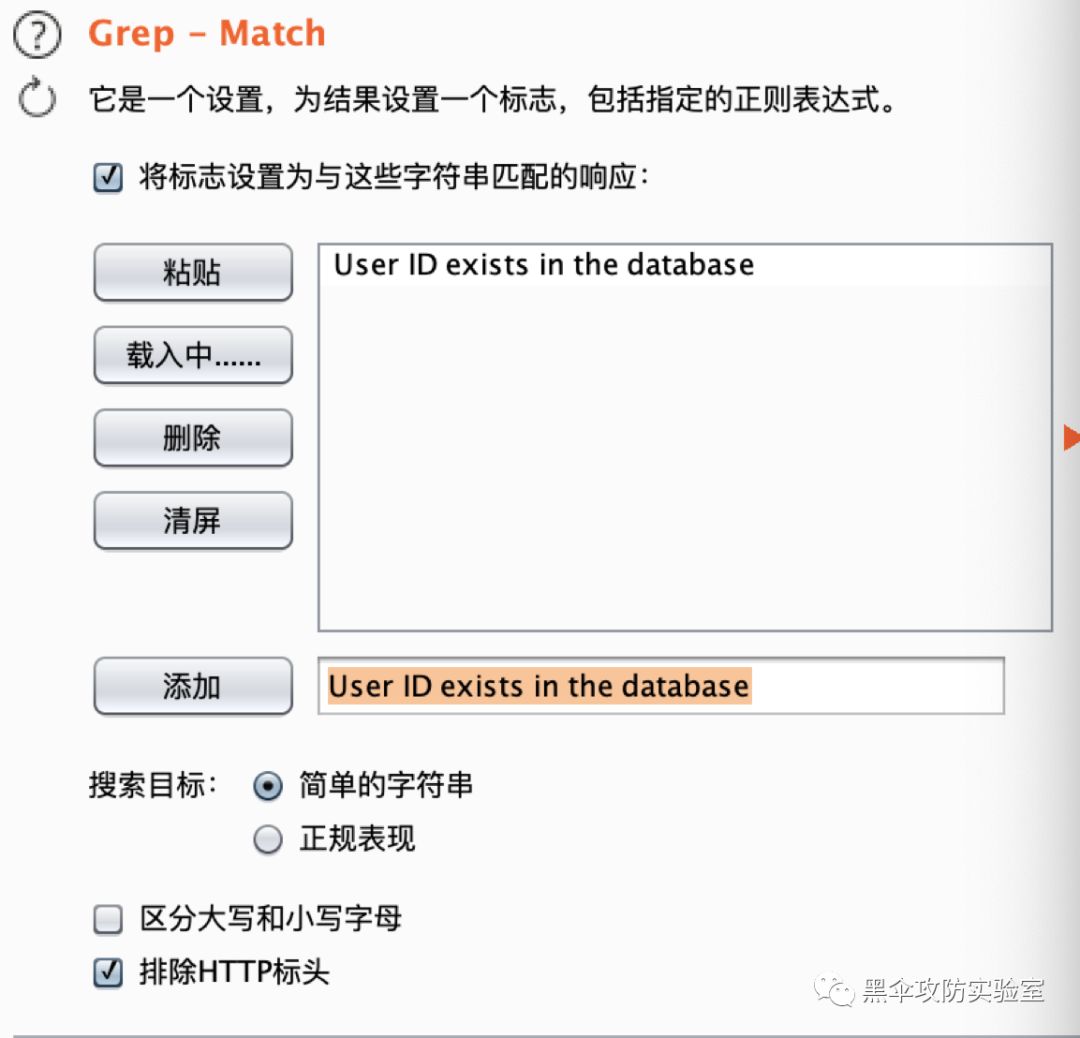 Grep - Match
它是一个设置，为结果设置一个标志，包括指定的正则表达式。
将标志设置为与这些字符串匹配的响应：
粘贴
User ID exists in the database
载入中......
删除
清屏
添加
User ID exists in the database
搜索目标：
简单的字符串
正规表现
区分大写和小写字母
排除HTTP标头
黑伞攻防实验室